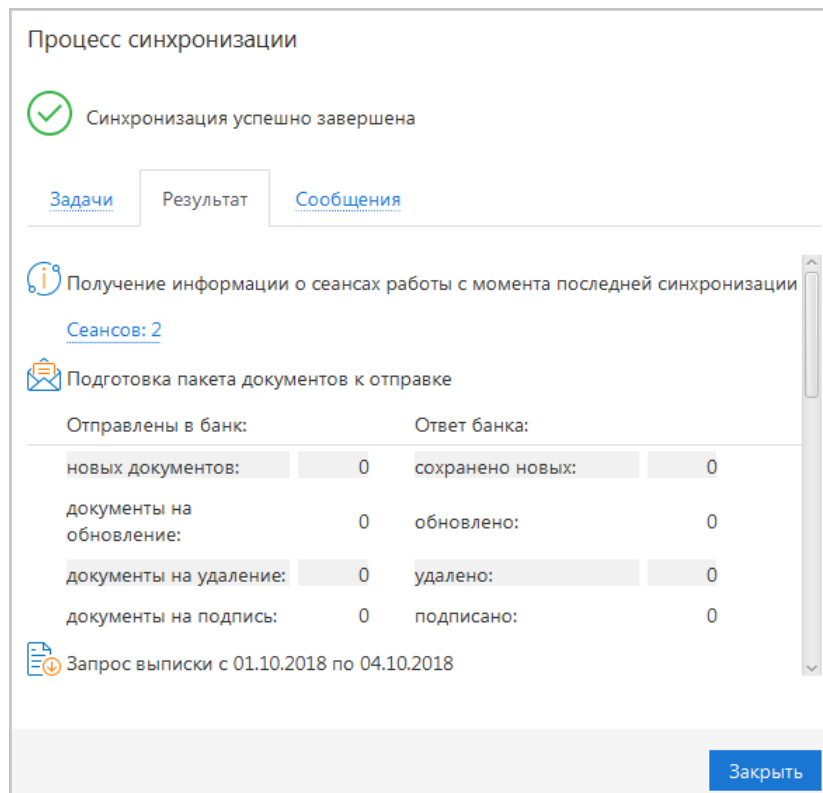 Процесс синхронизации
Синхронизация успешно завершена
Задачи Результат Сообщения
Получение информации о сеансах работы с момента последней синхронизации
Сеансов: 2
Подготовка пакета документов к отправке
Отправлены в банк: Ответ банка:
новых документов: 0 сохранено новых: 0
документы на
обновление: 0 обновлено: 0
документы на удаление: 0 удалено: 0
документы на подпись: 0 подписано: 0
Запрос выписки с 01.10.2018 по 04.10.2018
Закрыть